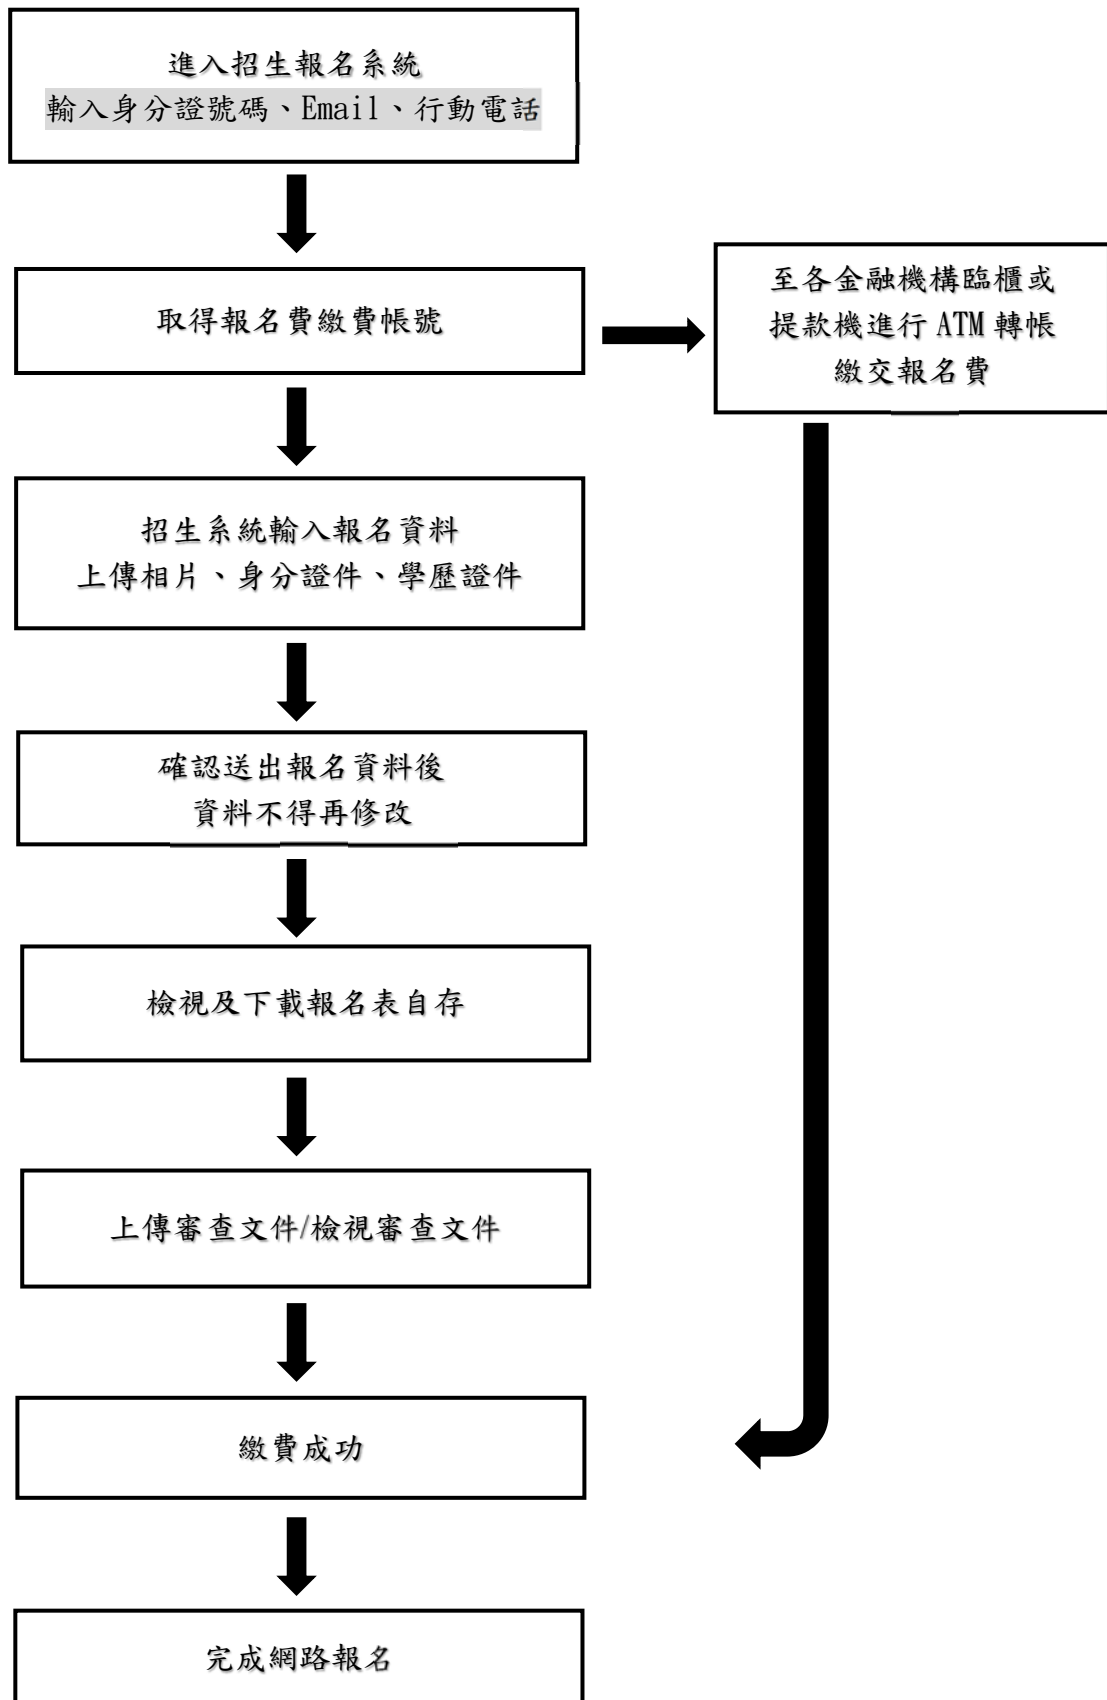 進入招生報名系統
輸入身分證號碼、Email、行動電話
取得報名費繳費帳號
至各金融機構臨櫃或
提款機進行 ATM 轉帳
繳交報名費
招生系統輸入報名資料
上傳相片、身分證件、學歷證件
確認送出報名資料後
資料不得再修改
檢視及下載報名表自存
上傳審查文件/檢視審查文件
繳費成功
完成網路報名